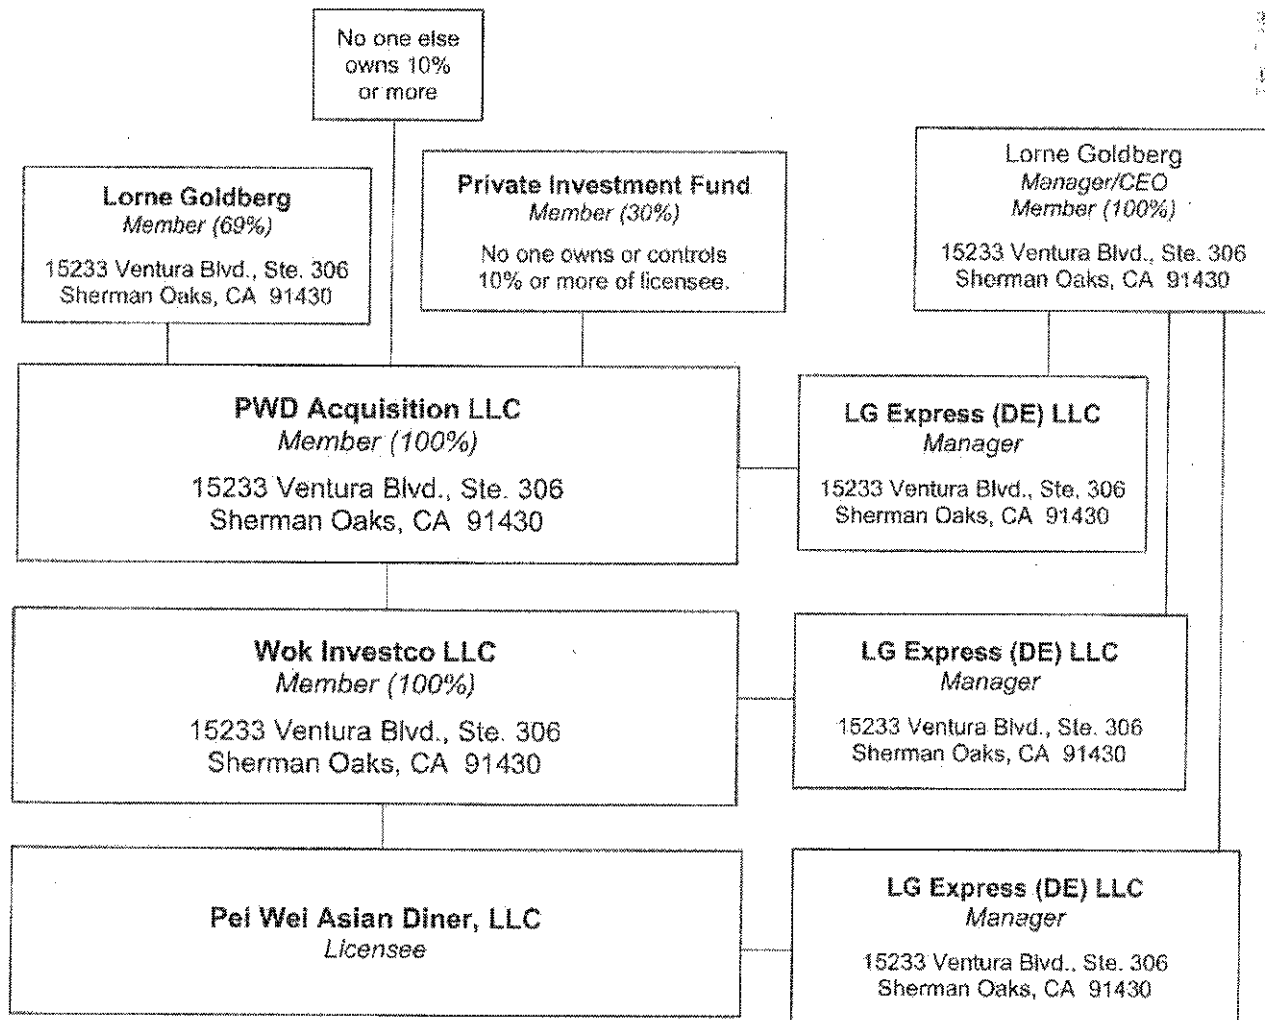 No one else
owns 10%
or more
Lorne Goldberg
Member (69%)
15233 Ventura Blvd., Ste. 306
Sherman Oaks, CA 91430
Private Investment Fund
Member (30%)
No one owns or controls
10% or more of licensee.
Lorne Goldberg
Manager/CEO
Member (100%)
15233 Ventura Blvd., Ste. 306
Sherman Oaks, CA 91430
PWD Acquisition LLC
Member (100%)
15233 Ventura Blvd., Ste. 306
Sherman Oaks, CA 91430
LG Express (DE) LLC
Manager
15233 Ventura Blvd., Ste. 306
Sherman Oaks, CA 91430
Wok Investco LLC
Member (100%)
15233 Ventura Blvd., Ste. 306
Sherman Oaks, CA 91430
LG Express (DE) LLC
Manager
15233 Ventura Blvd., Ste. 306
Sherman Oaks, CA 91430
Pei Wei Asian Diner, LLC
Licensee
LG Express (DE) LLC
Manager
15233 Ventura Blvd., Ste. 306
Sherman Oaks, CA 91430